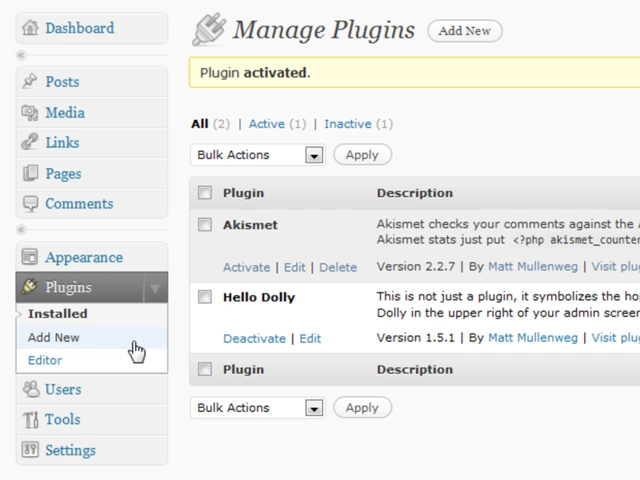 Dashboard
Posts
Media
Links
Pages
Comments
Appearance
Plugins
Installed
Add New
Editor
Users
Tools
Settings
Manage Plugins Add New
Plugin activated.
All (2) | Active (1) | Inactive (1)
Bulk Actions Apply
Plugin Description
Akismet Akismet checks your comments against the
Akismet stats just put <?php akismet_counter
Activate | Edit | Delete Version 2.2.7 | By Matt Mullenweg | Visit plu
Hello Dolly This is not just a plugin, it symbolizes the ho
Dolly in the upper right of your admin screen
Deactivate | Edit Version 1.5.1 | By Matt Mullenweg | Visit plu
Plugin Description
Bulk Actions Apply